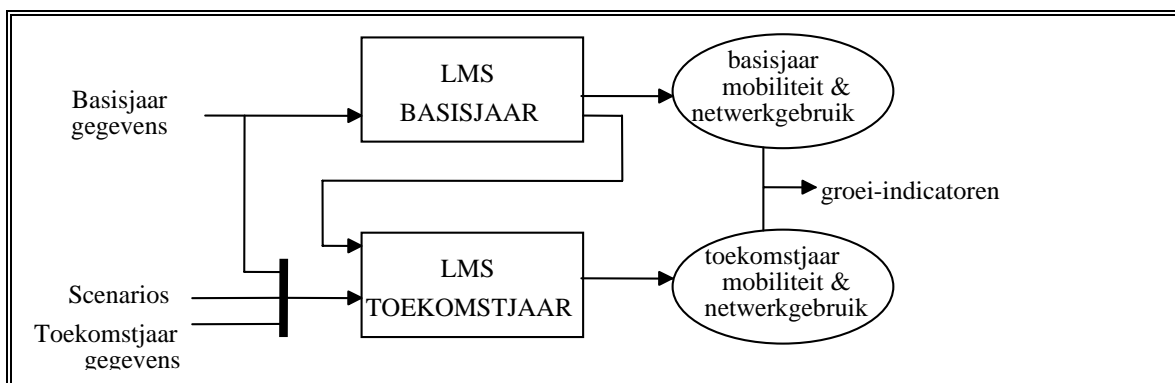 Basisjaar
gegevens
LMS
BASISJAAR
basisjaar
mobiliteit &
netwerkgebruik
groei-indicatoren
Scenarios
Toekomstjaar
gegevens
LMS
TOEKOMSTJAAR
toekomstjaar
mobiliteit &
netwerkgebruik